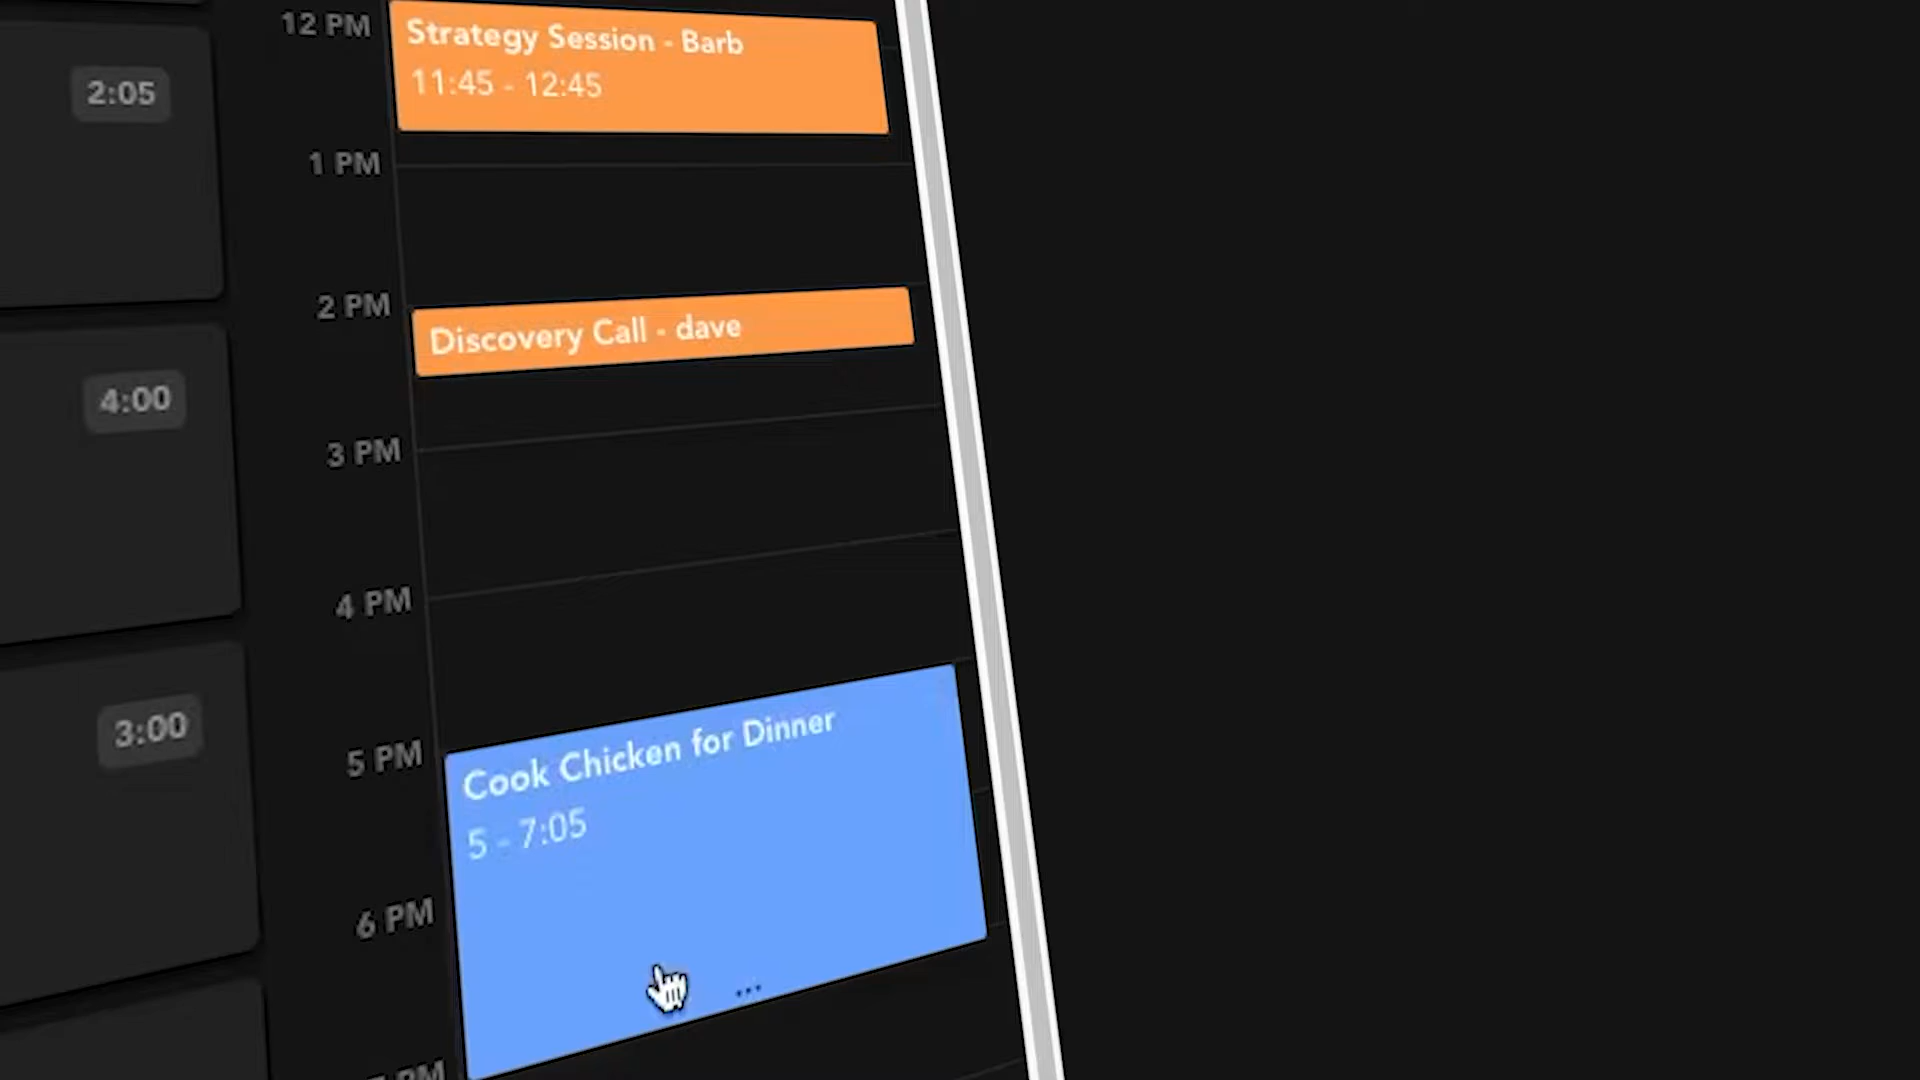 12 PM
Strategy Session - Barb
11:45 - 12:45
2:05
1 PM
2 PM
Discovery Call - dave
4:00
3 PM
4 PM
3:00
5 PM
Cook Chicken for Dinner
5 - 7:05
6 PM
...
PM